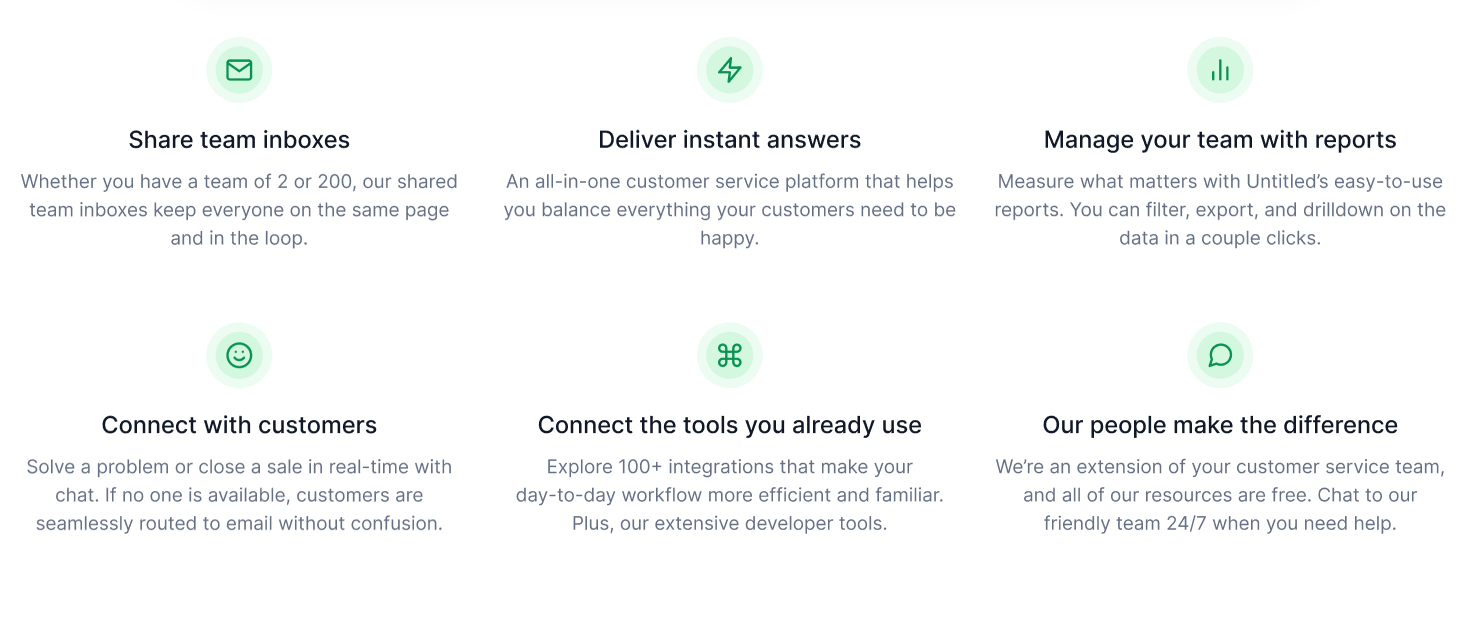 Share team inboxes
Whether you have a team of 2 or 200, our shared
team inboxes keep everyone on the same page
and in the loop.
Deliver instant answers
An all-in-one customer service platform that helps
you balance everything your customers need to be
happy.
Manage your team with reports
Measure what matters with Untitled’s easy-to-use
reports. You can filter, export, and drilldown on the
data in a couple clicks.
Connect with customers
Solve a problem or close a sale in real-time with
chat. If no one is available, customers are
seamlessly routed to email without confusion.
Connect the tools you already use
Explore 100+ integrations that make your
day-to-day workflow more efficient and familiar.
Plus, our extensive developer tools.
Our people make the difference
We’re an extension of your customer service team,
and all of our resources are free. Chat to our
friendly team 24/7 when you need help.